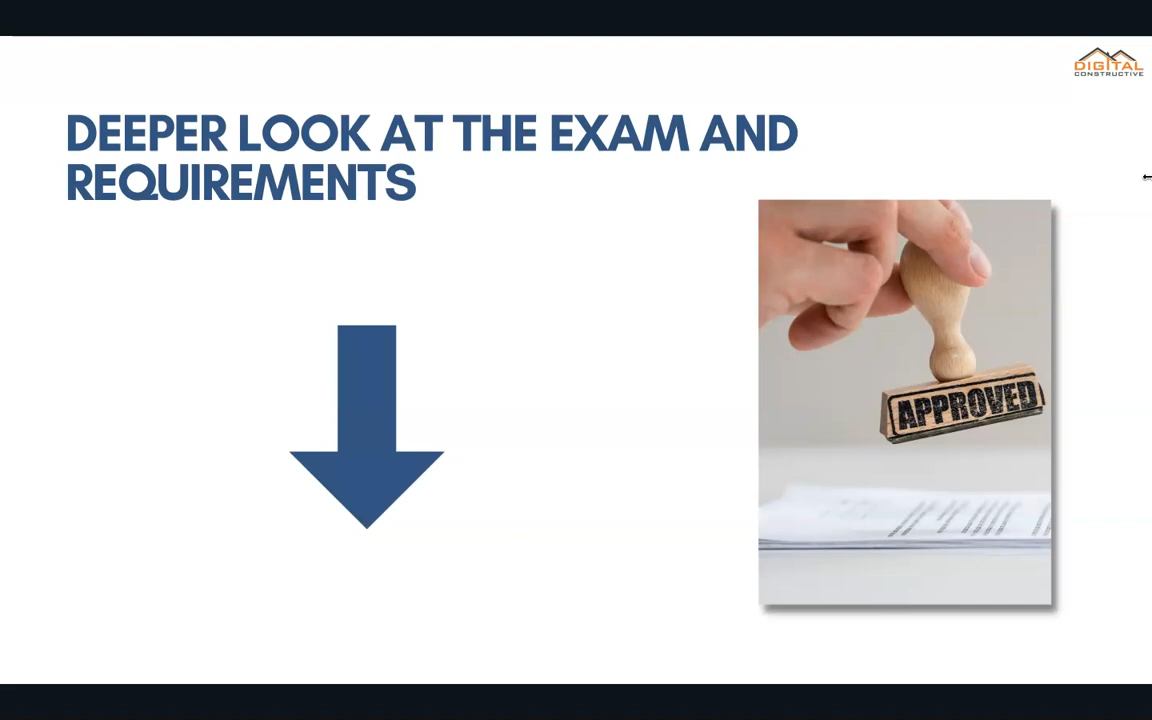 DIGITAL
CONSTRUCTIVE
DEEPER LOOK AT THE EXAM AND
REQUIREMENTS
APPROVED